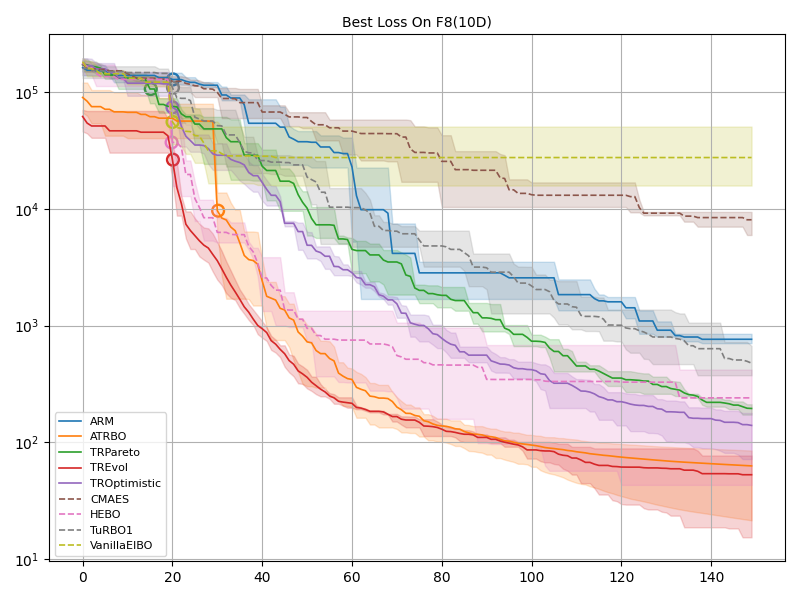 Best Loss On F8(10D)
10^5
10^4
10^3
10^2
10^1
ARM
ATRBO
TRPareto
TREvol
TROptimistic
CMAES
HEBO
TuRBO1
VanillaEIBO
0 20 40 60 80 100 120 140